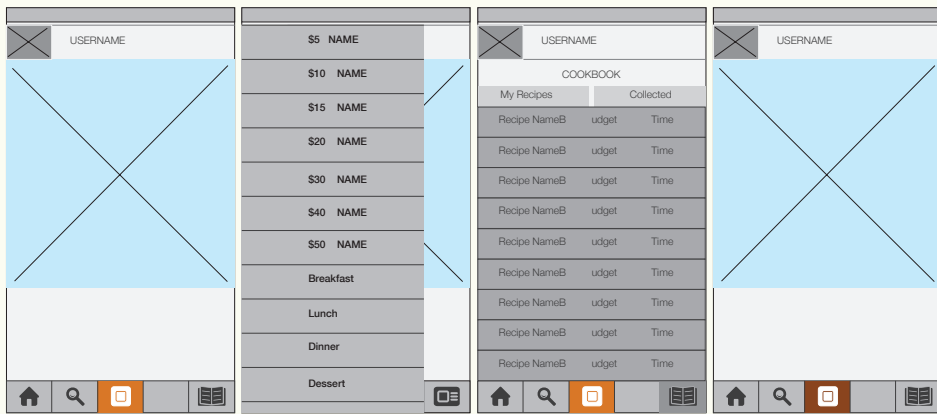 USERNAME
$5 NAME
$10 NAME
$15 NAME
$20 NAME
$30 NAME
$40 NAME
$50 NAME
Breakfast
Lunch
Dinner
Dessert
USERNAME
COOKBOOK
My Recipes Collected
Recipe NameB udget Time
Recipe NameB udget Time
Recipe NameB udget Time
Recipe NameB udget Time
Recipe NameB udget Time
Recipe NameB udget Time
Recipe NameB udget Time
Recipe NameB udget Time
Recipe NameB udget Time
USERNAME